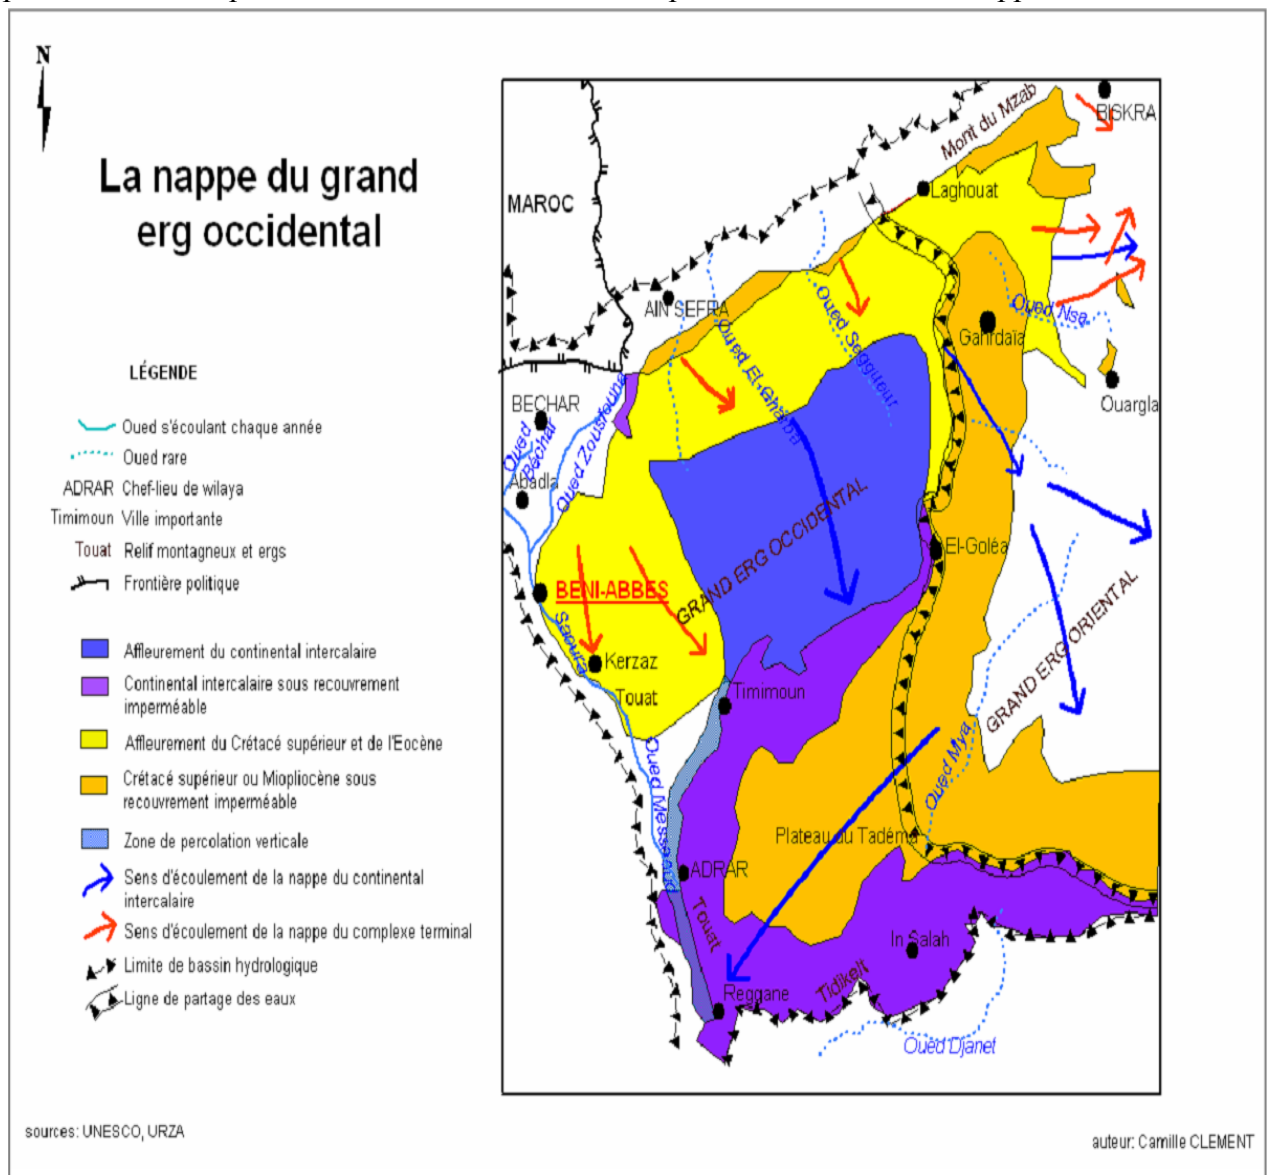 N
La nappe du grand
erg occidental
LÉGENDE
Oued s'écoulant chaque année
Oued rare
ADRAR Chef-lieu de wilaya
Timimoun Ville importante
Touat Relif montagneux et ergs
Frontière politique
Affleurement du continental intercalaire
Continental intercalaire sous recouvrement
imperméable
Affleurement du Crétacé supérieur et de l'Eocène
Crétacé supérieur ou Miopliocène sous
recouvrement imperméable
Zone de percolation verticale
Sens d'écoulement de la nappe du continental
intercalaire
Sens d'écoulement de la nappe du complexe terminal
Limite de bassin hydrologique
Ligne de partage des eaux
MAROC
Mont du Mzab
BISKRA
Laghouat
AIN SEFRA
Oued Seggueur
Oued El-Gharba
Oued Nsa
Gahrdaïa
Ouargla
BECHAR
Oued Béchar
Oued Zousfoune
Abadla
GRAND ERG OCCIDENTAL
El-Goléa
BENI-ABBES
Saoura
Kerzaz
Touat
Timimoun
GRAND ERG ORIENTAL
Oued Mya
Oued Messaoud
Plateau du Tadéma
ADRAR
Touat
In Salah
Tidikelt
Reggane
Oued Djanet
sources: UNESCO, URZA
auteur: Camille CLEMENT